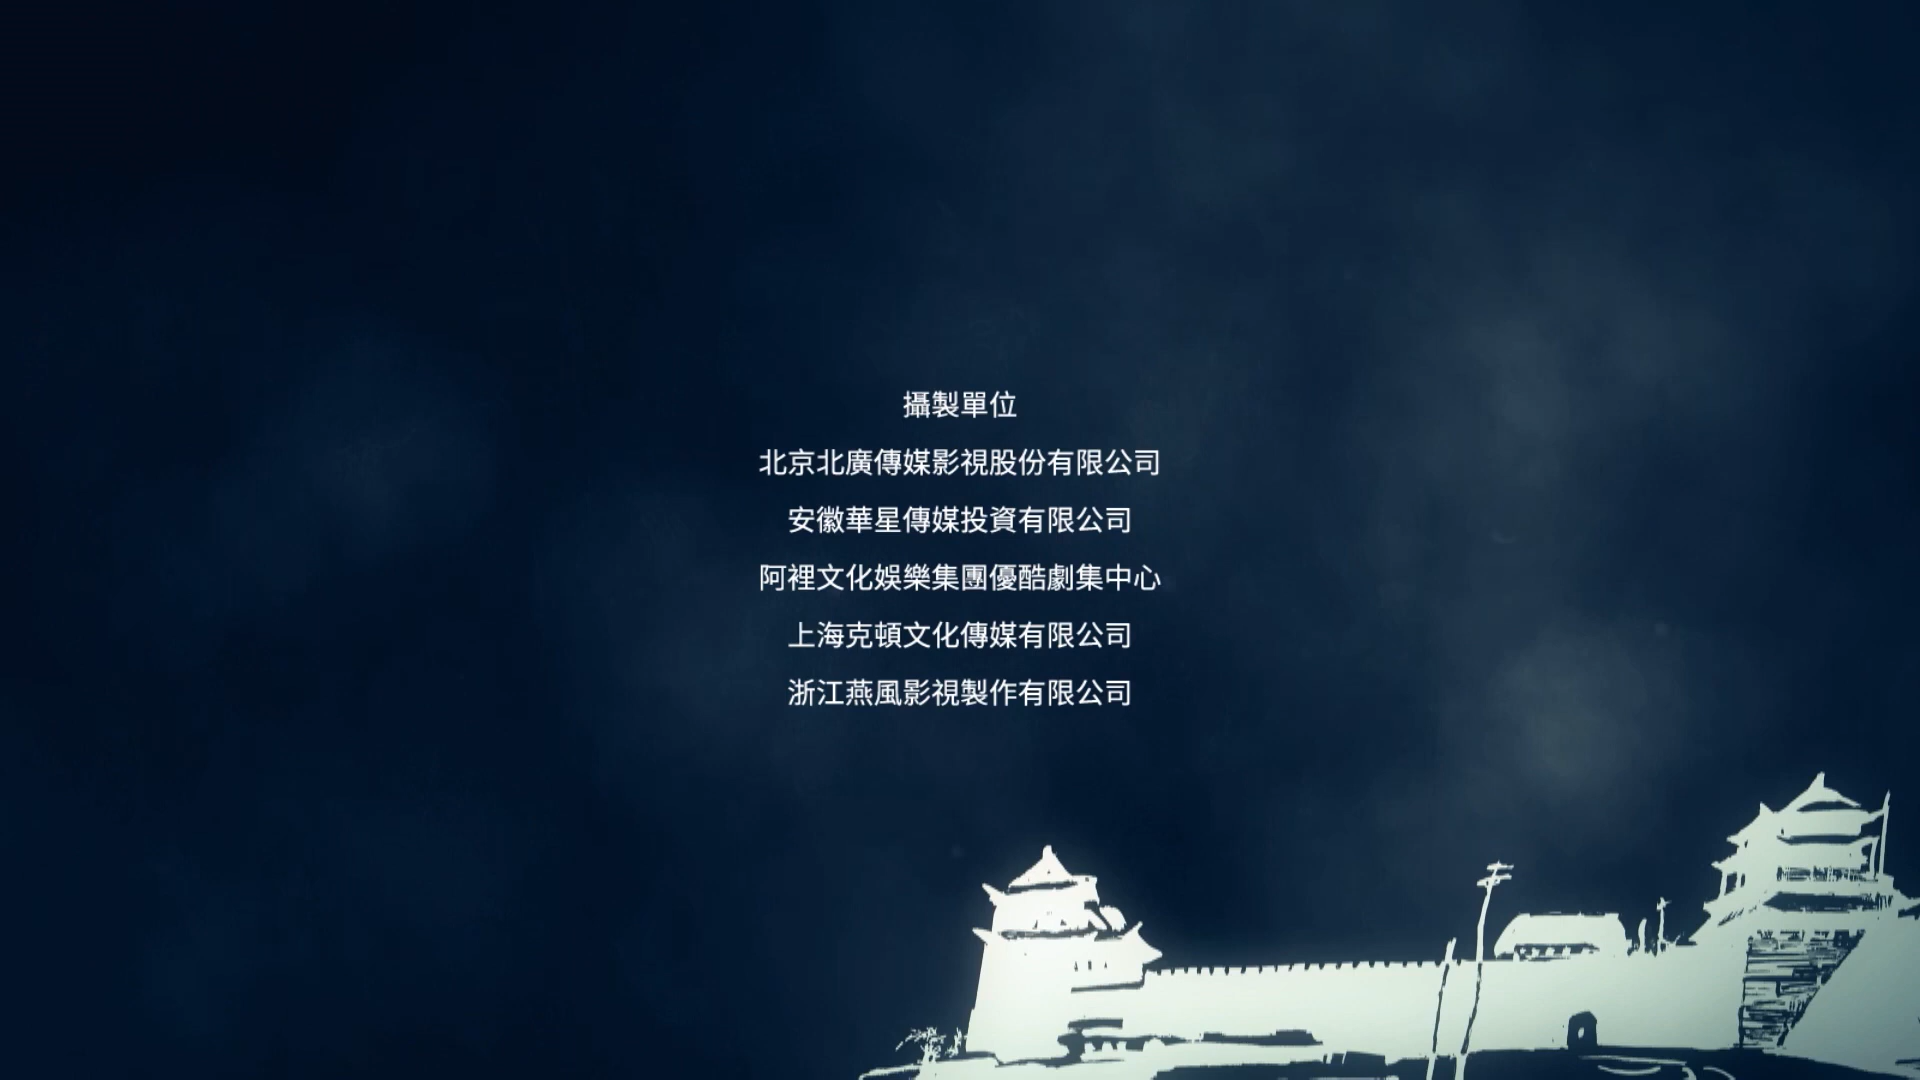 攝製單位
北京北廣傳媒影視股份有限公司
安徽華星傳媒投資有限公司
阿裡文化娛樂集團優酷劇集中心
上海克頓文化傳媒有限公司
浙江燕風影視製作有限公司